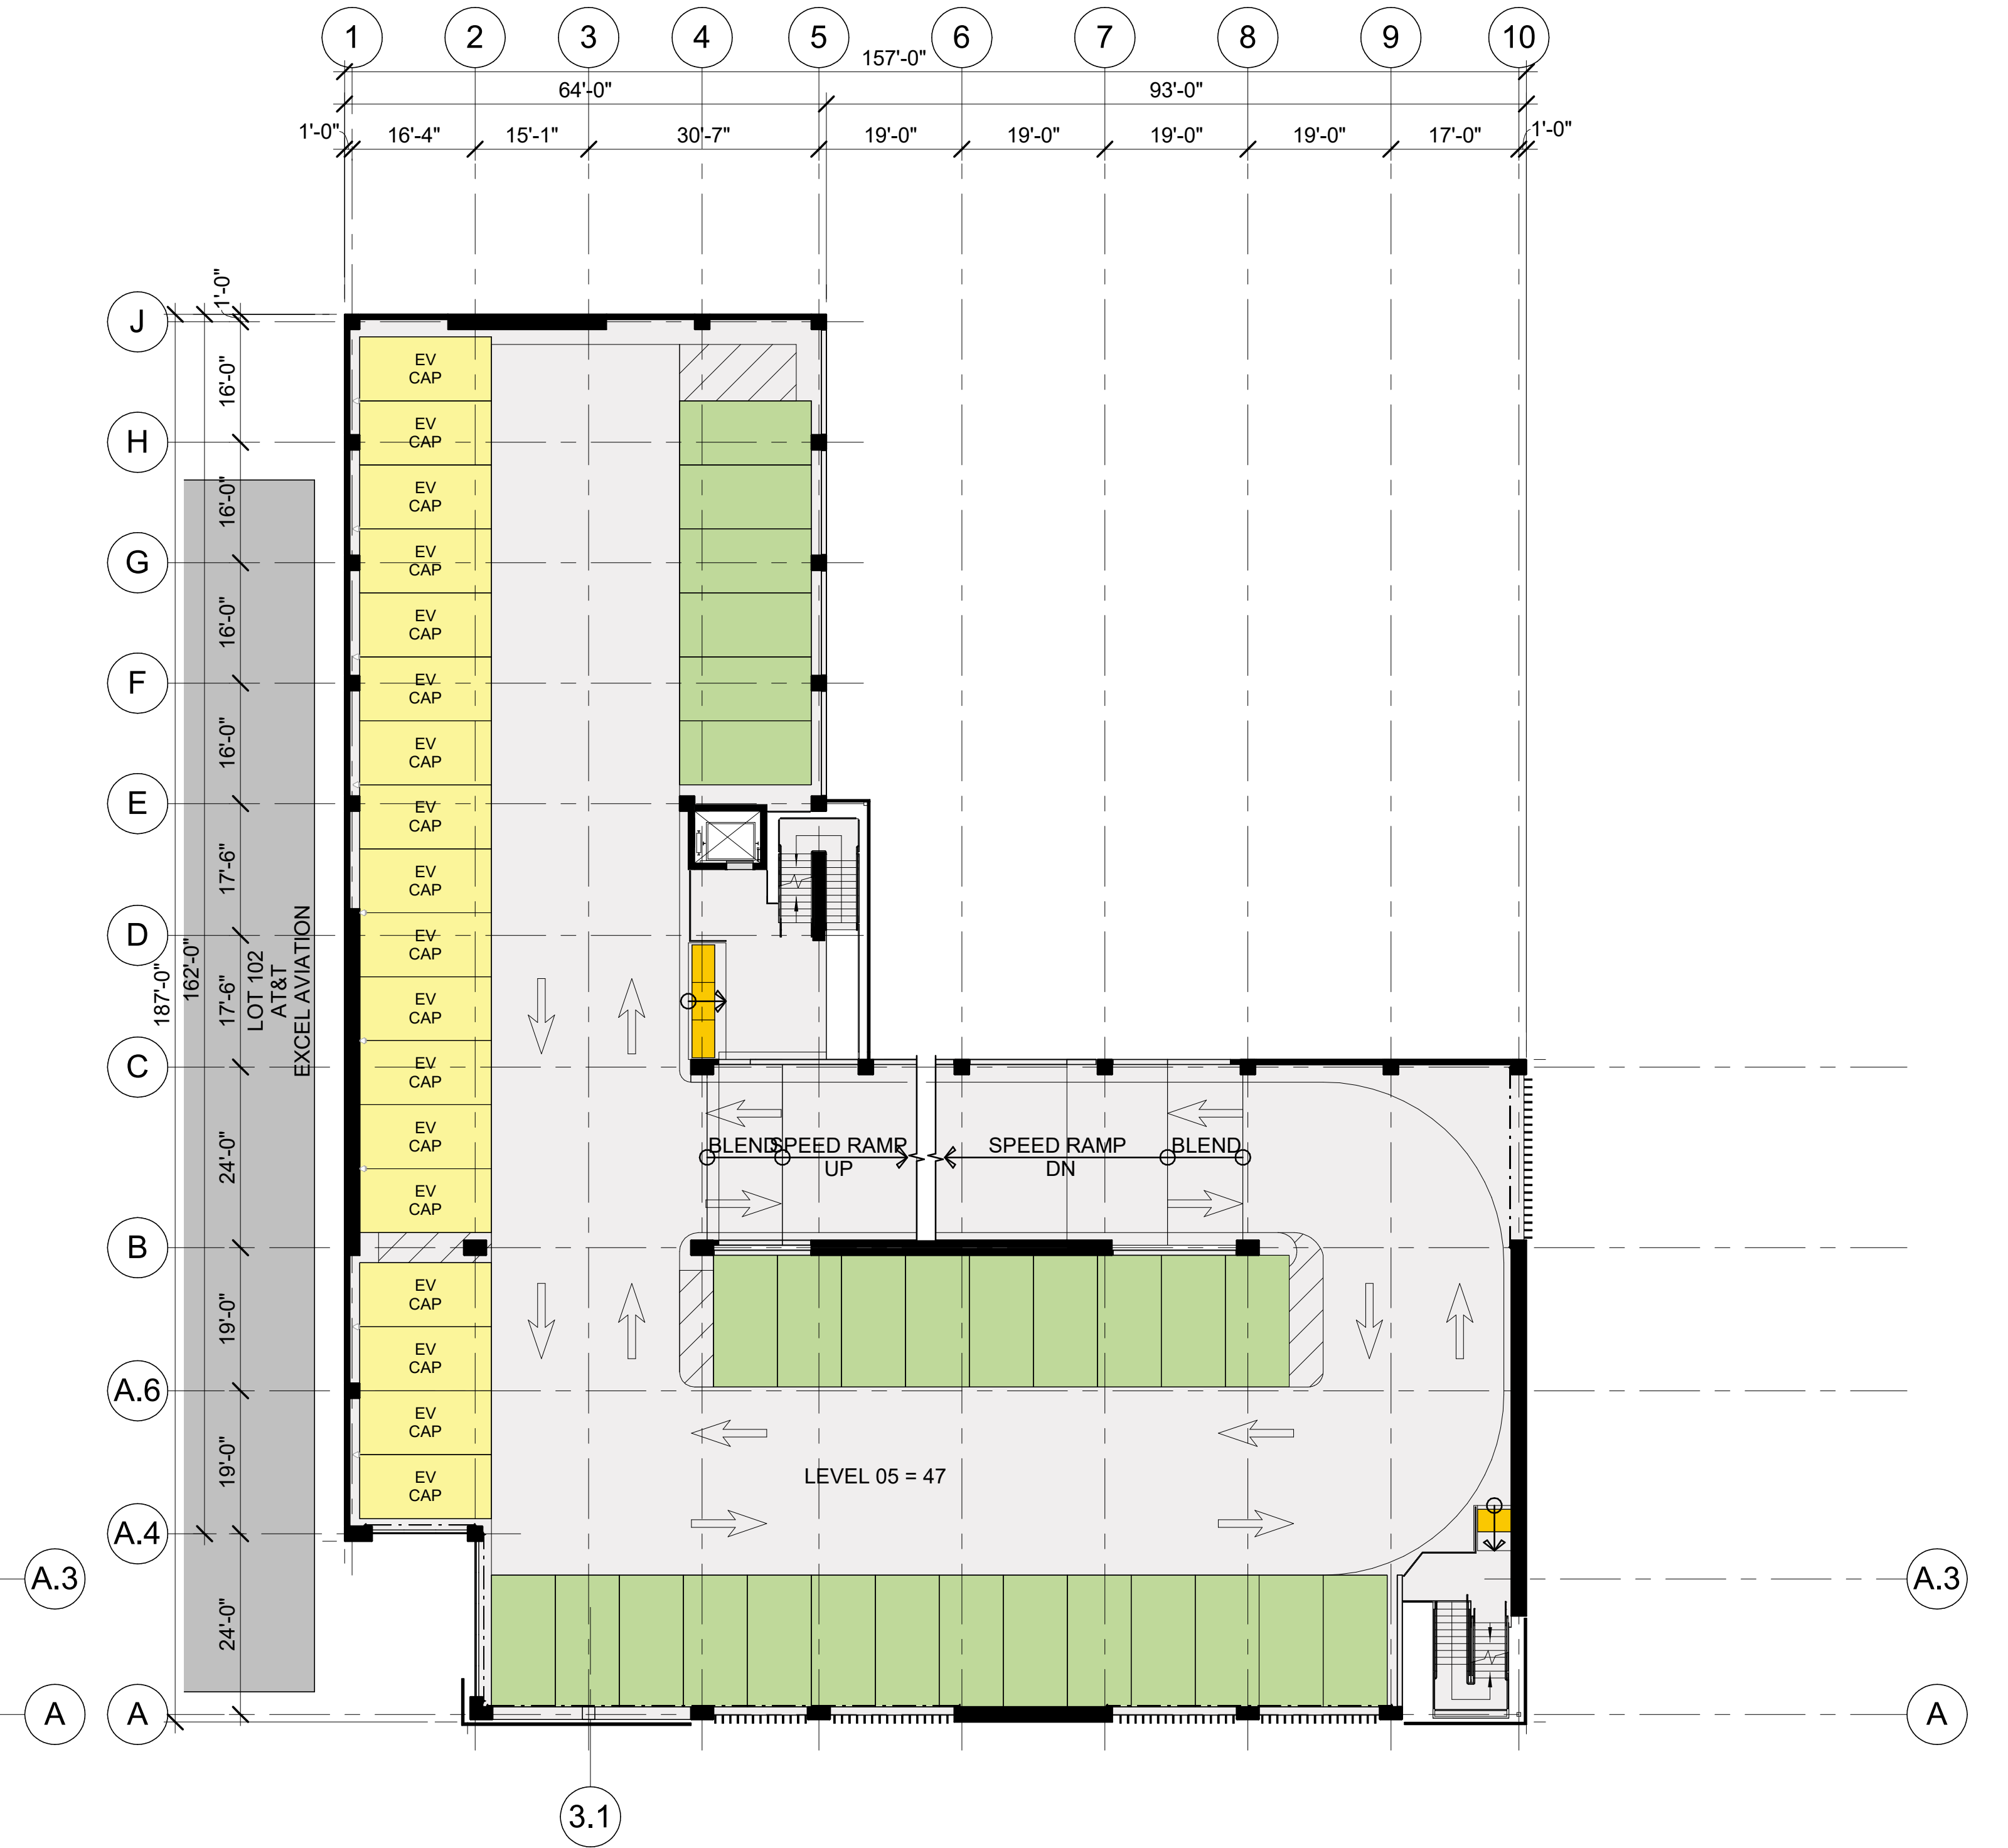 1 2 3 4 5 6 7 8 9 10
157'-0"
64'-0" 93'-0"
1'-0" 16'-4" 15'-1" 30'-7" 19'-0" 19'-0" 19'-0" 19'-0" 17'-0" 1'-0"
J
1'-0"
16'-0"
H
16'-0"
G
16'-0"
F
16'-0"
E
17'-6"
D
17'-6"
C
24'-0"
B
19'-0"
A.6
19'-0"
A.4
24'-0"
A.3
A
A
187'-0"
162'-0"
LOT 102
AT&T
EXCEL AVIATION
EV
CAP
EV
CAP
EV
CAP
EV
CAP
EV
CAP
EV
CAP
EV
CAP
EV
CAP
EV
CAP
EV
CAP
EV
CAP
EV
CAP
EV
CAP
EV
CAP
EV
CAP
EV
CAP
EV
CAP
EV
CAP
BLEND
SPEED RAMP
UP
SPEED RAMP
DN
BLEND
LEVEL 05 = 47
A.3
A
3.1